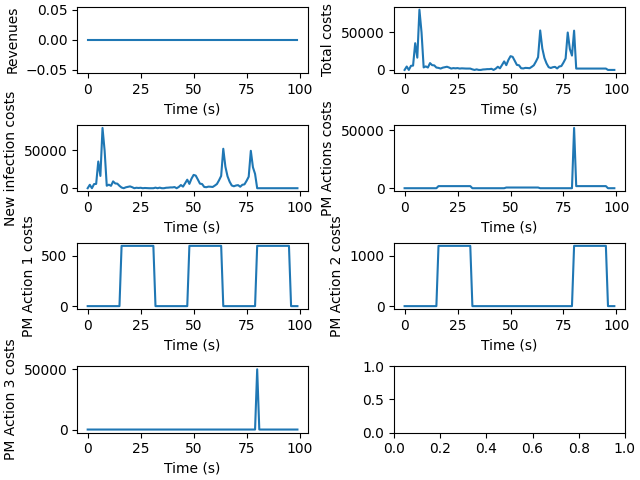 Revenues
0.05
0.00
−0.05
0 25 50 75 100
Time (s)
Total costs
50000
0
0 25 50 75 100
Time (s)
New infection costs
50000
0
0 25 50 75 100
Time (s)
PM Actions costs
50000
0
0 25 50 75 100
Time (s)
PM Action 1 costs
500
0
0 25 50 75 100
Time (s)
PM Action 2 costs
1000
0
0 25 50 75 100
Time (s)
PM Action 3 costs
50000
0
0 25 50 75 100
Time (s)
1.0
0.5
0.0
0.0 0.2 0.4 0.6 0.8 1.0